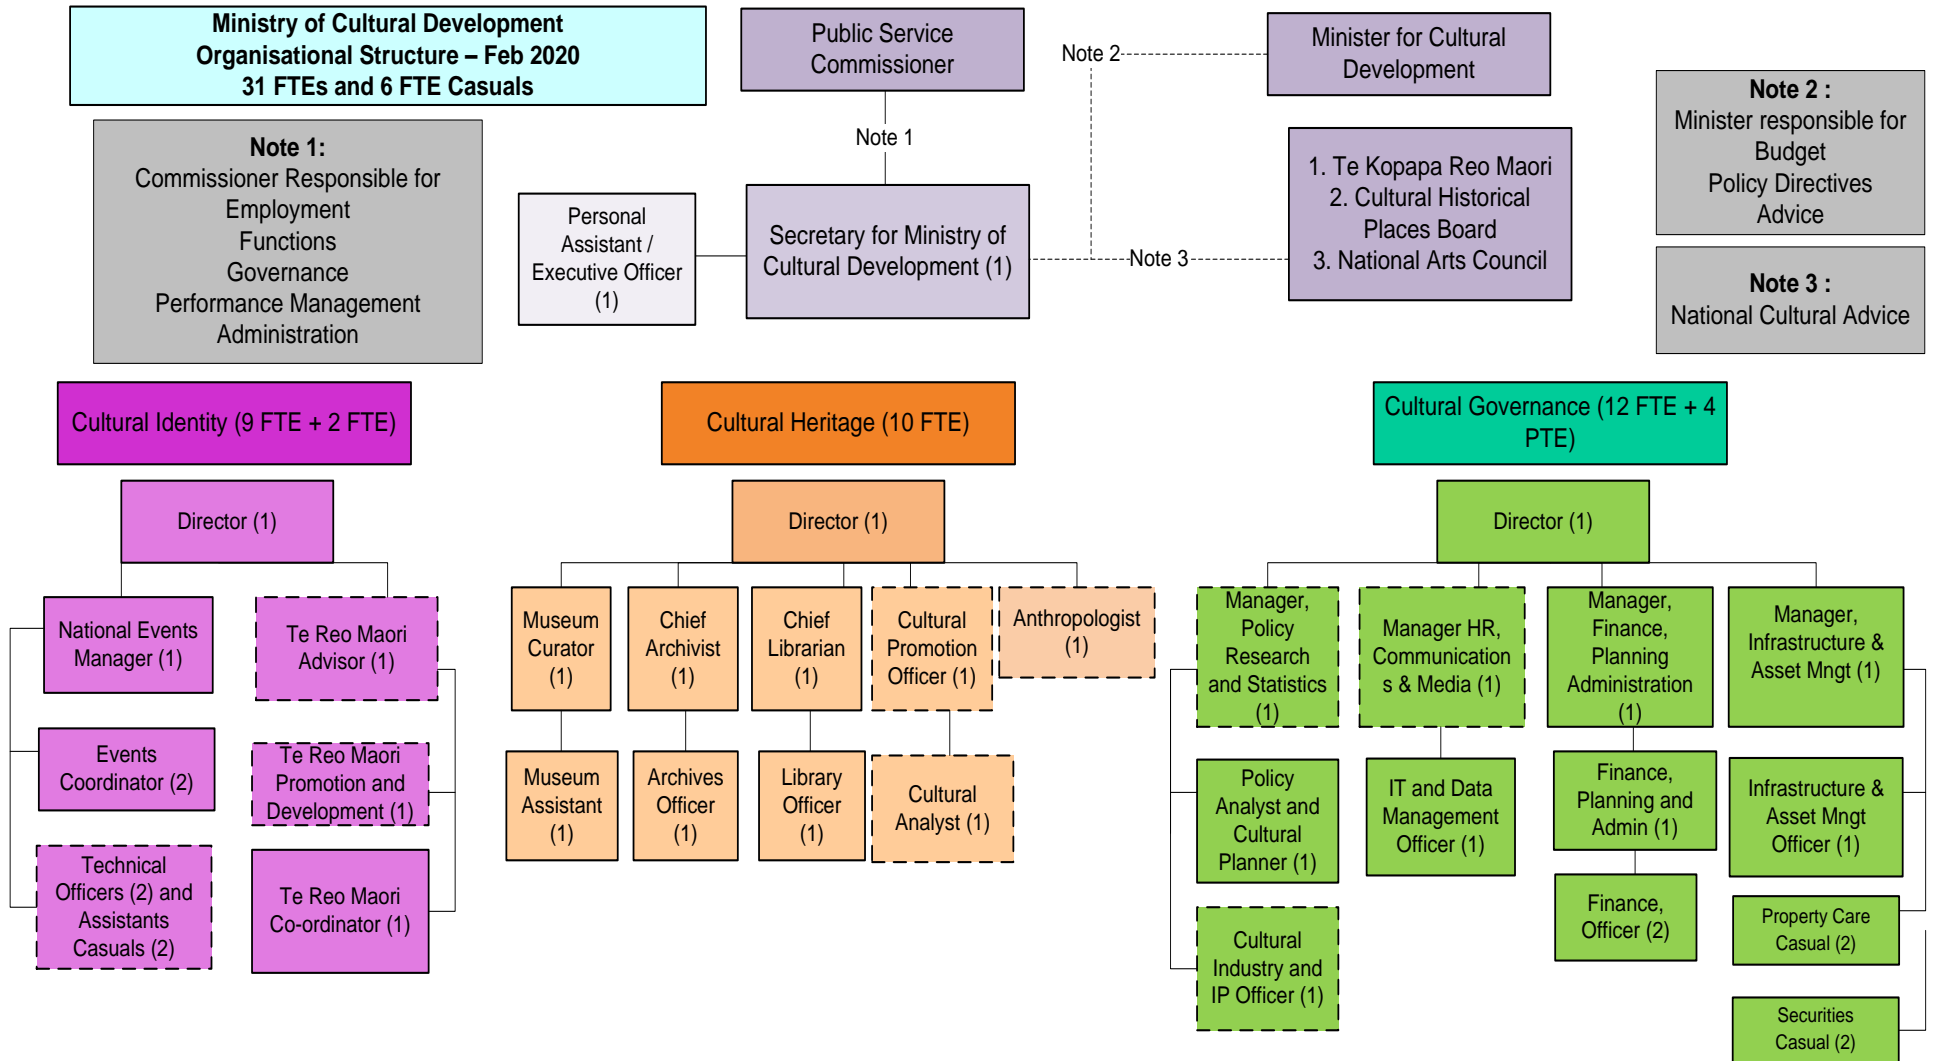 Ministry of Cultural Development
Organisational Structure – Feb 2020
31 FTEs and 6 FTE Casuals
Public Service
Commissioner
Note 2
Minister for Cultural
Development
Note 1
Note 1:
Commissioner Responsible for
Employment
Functions
Governance
Performance Management
Administration
Personal
Assistant /
Executive Officer
(1)
Secretary for Ministry of
Cultural Development (1)
Note 3
1. Te Kopapa Reo Maori
2. Cultural Historical
Places Board
3. National Arts Council
Note 2 :
Minister responsible for
Budget
Policy Directives
Advice
Note 3 :
National Cultural Advice
Cultural Identity (9 FTE + 2 FTE)
Director (1)
National Events
Manager (1)
Events
Coordinator (2)
Technical
Officers (2) and
Assistants
Casuals (2)
Te Reo Maori
Advisor (1)
Te Reo Maori
Promotion and
Development (1)
Te Reo Maori
Co-ordinator (1)
Cultural Heritage (10 FTE)
Director (1)
Museum
Curator
(1)
Museum
Assistant
(1)
Chief
Archivist
(1)
Archives
Officer
(1)
Chief
Librarian
(1)
Library
Officer
(1)
Cultural
Promotion
Officer (1)
Cultural
Analyst (1)
Anthropologist
(1)
Cultural Governance (12 FTE + 4
PTE)
Director (1)
Manager,
Policy
Research
and Statistics
(1)
Policy
Analyst and
Cultural
Planner (1)
Cultural
Industry and
IP Officer (1)
Manager HR,
Communication
s & Media (1)
IT and Data
Management
Officer (1)
Manager,
Finance,
Planning
Administration
(1)
Finance,
Planning and
Admin (1)
Finance,
Officer (2)
Manager,
Infrastructure &
Asset Mngt (1)
Infrastructure &
Asset Mngt
Officer (1)
Property Care
Casual (2)
Securities
Casual (2)